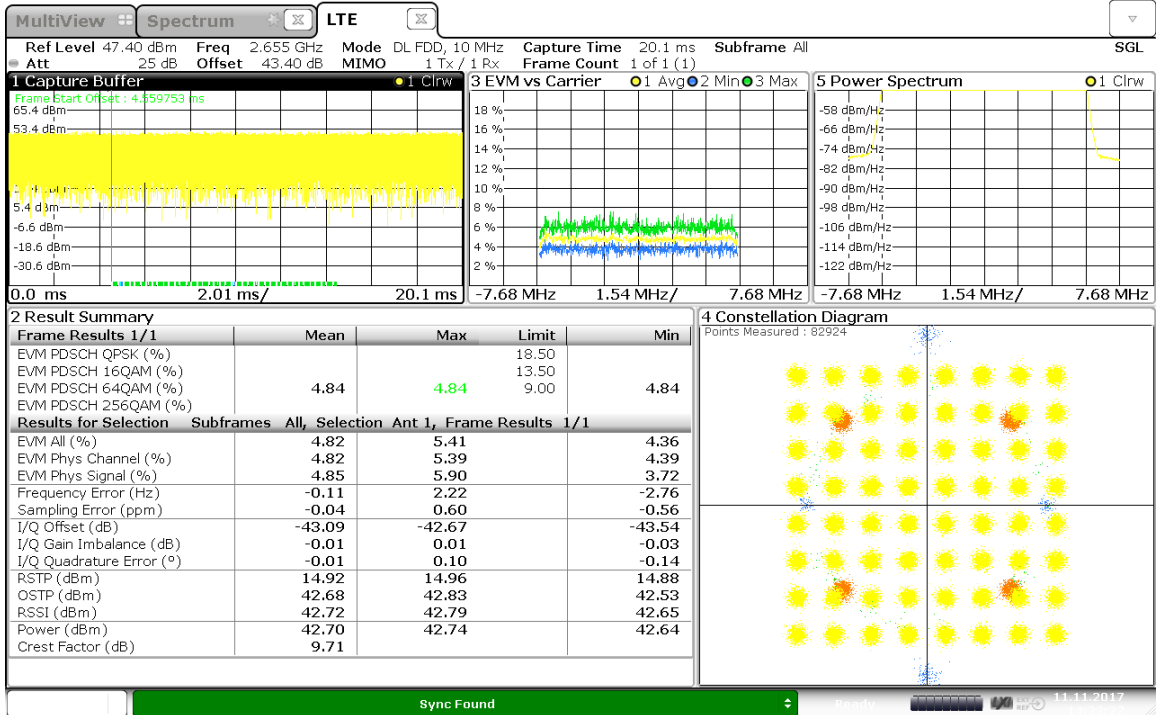 MultiView Spectrum LTE
Ref Level 47.40 dBm Freq 2.655 GHz Mode DL FDD, 10 MHz Capture Time 20.1 ms Subframe All SGL
Att 25 dB Offset 43.40 dB MIMO 1 Tx / 1 Rx Frame Count 1 of 1 (1)
1 Capture Buffer 1 Clrw
Frame Start Offset : 4.559753 ms
65.4 dBm
53.4 dBm
5.4 dBm
-6.6 dBm
-18.6 dBm
-30.6 dBm
0.0 ms 2.01 ms/ 20.1 ms
3 EVM vs Carrier 1 Avg 2 Min 3 Max
18 %
16 %
14 %
12 %
10 %
8 %
6 %
4 %
2 %
-7.68 MHz 1.54 MHz/ 7.68 MHz
5 Power Spectrum 1 Clrw
-58 dBm/Hz
-66 dBm/Hz
-74 dBm/Hz
-82 dBm/Hz
-90 dBm/Hz
-98 dBm/Hz
-106 dBm/Hz
-114 dBm/Hz
-122 dBm/Hz
-7.68 MHz 1.54 MHz/ 7.68 MHz
2 Result Summary
Frame Results 1/1 Mean Max Limit Min
EVM PDSCH QPSK (%) 18.50
EVM PDSCH 16QAM (%) 13.50
EVM PDSCH 64QAM (%) 4.84 4.84 9.00 4.84
EVM PDSCH 256QAM (%)
Results for Selection Subframes All, Selection Ant 1, Frame Results 1/1
EVM All (%) 4.82 5.41 4.36
EVM Phys Channel (%) 4.82 5.39 4.39
EVM Phys Signal (%) 4.85 5.90 3.72
Frequency Error (Hz) -0.11 2.22 -2.76
Sampling Error (ppm) -0.04 0.60 -0.56
I/Q Offset (dB) -43.09 -42.67 -43.54
I/Q Gain Imbalance (dB) -0.01 0.01 -0.03
I/Q Quadrature Error (°) -0.01 0.10 -0.14
RSTP (dBm) 14.92 14.96 14.88
OSTP (dBm) 42.68 42.83 42.53
RSSI (dBm) 42.72 42.79 42.65
Power (dBm) 42.70 42.74 42.64
Crest Factor (dB) 9.71
4 Constellation Diagram
Points Measured : 82924
Sync Found
Ready
LXI
EXT
REF
11.11.2017